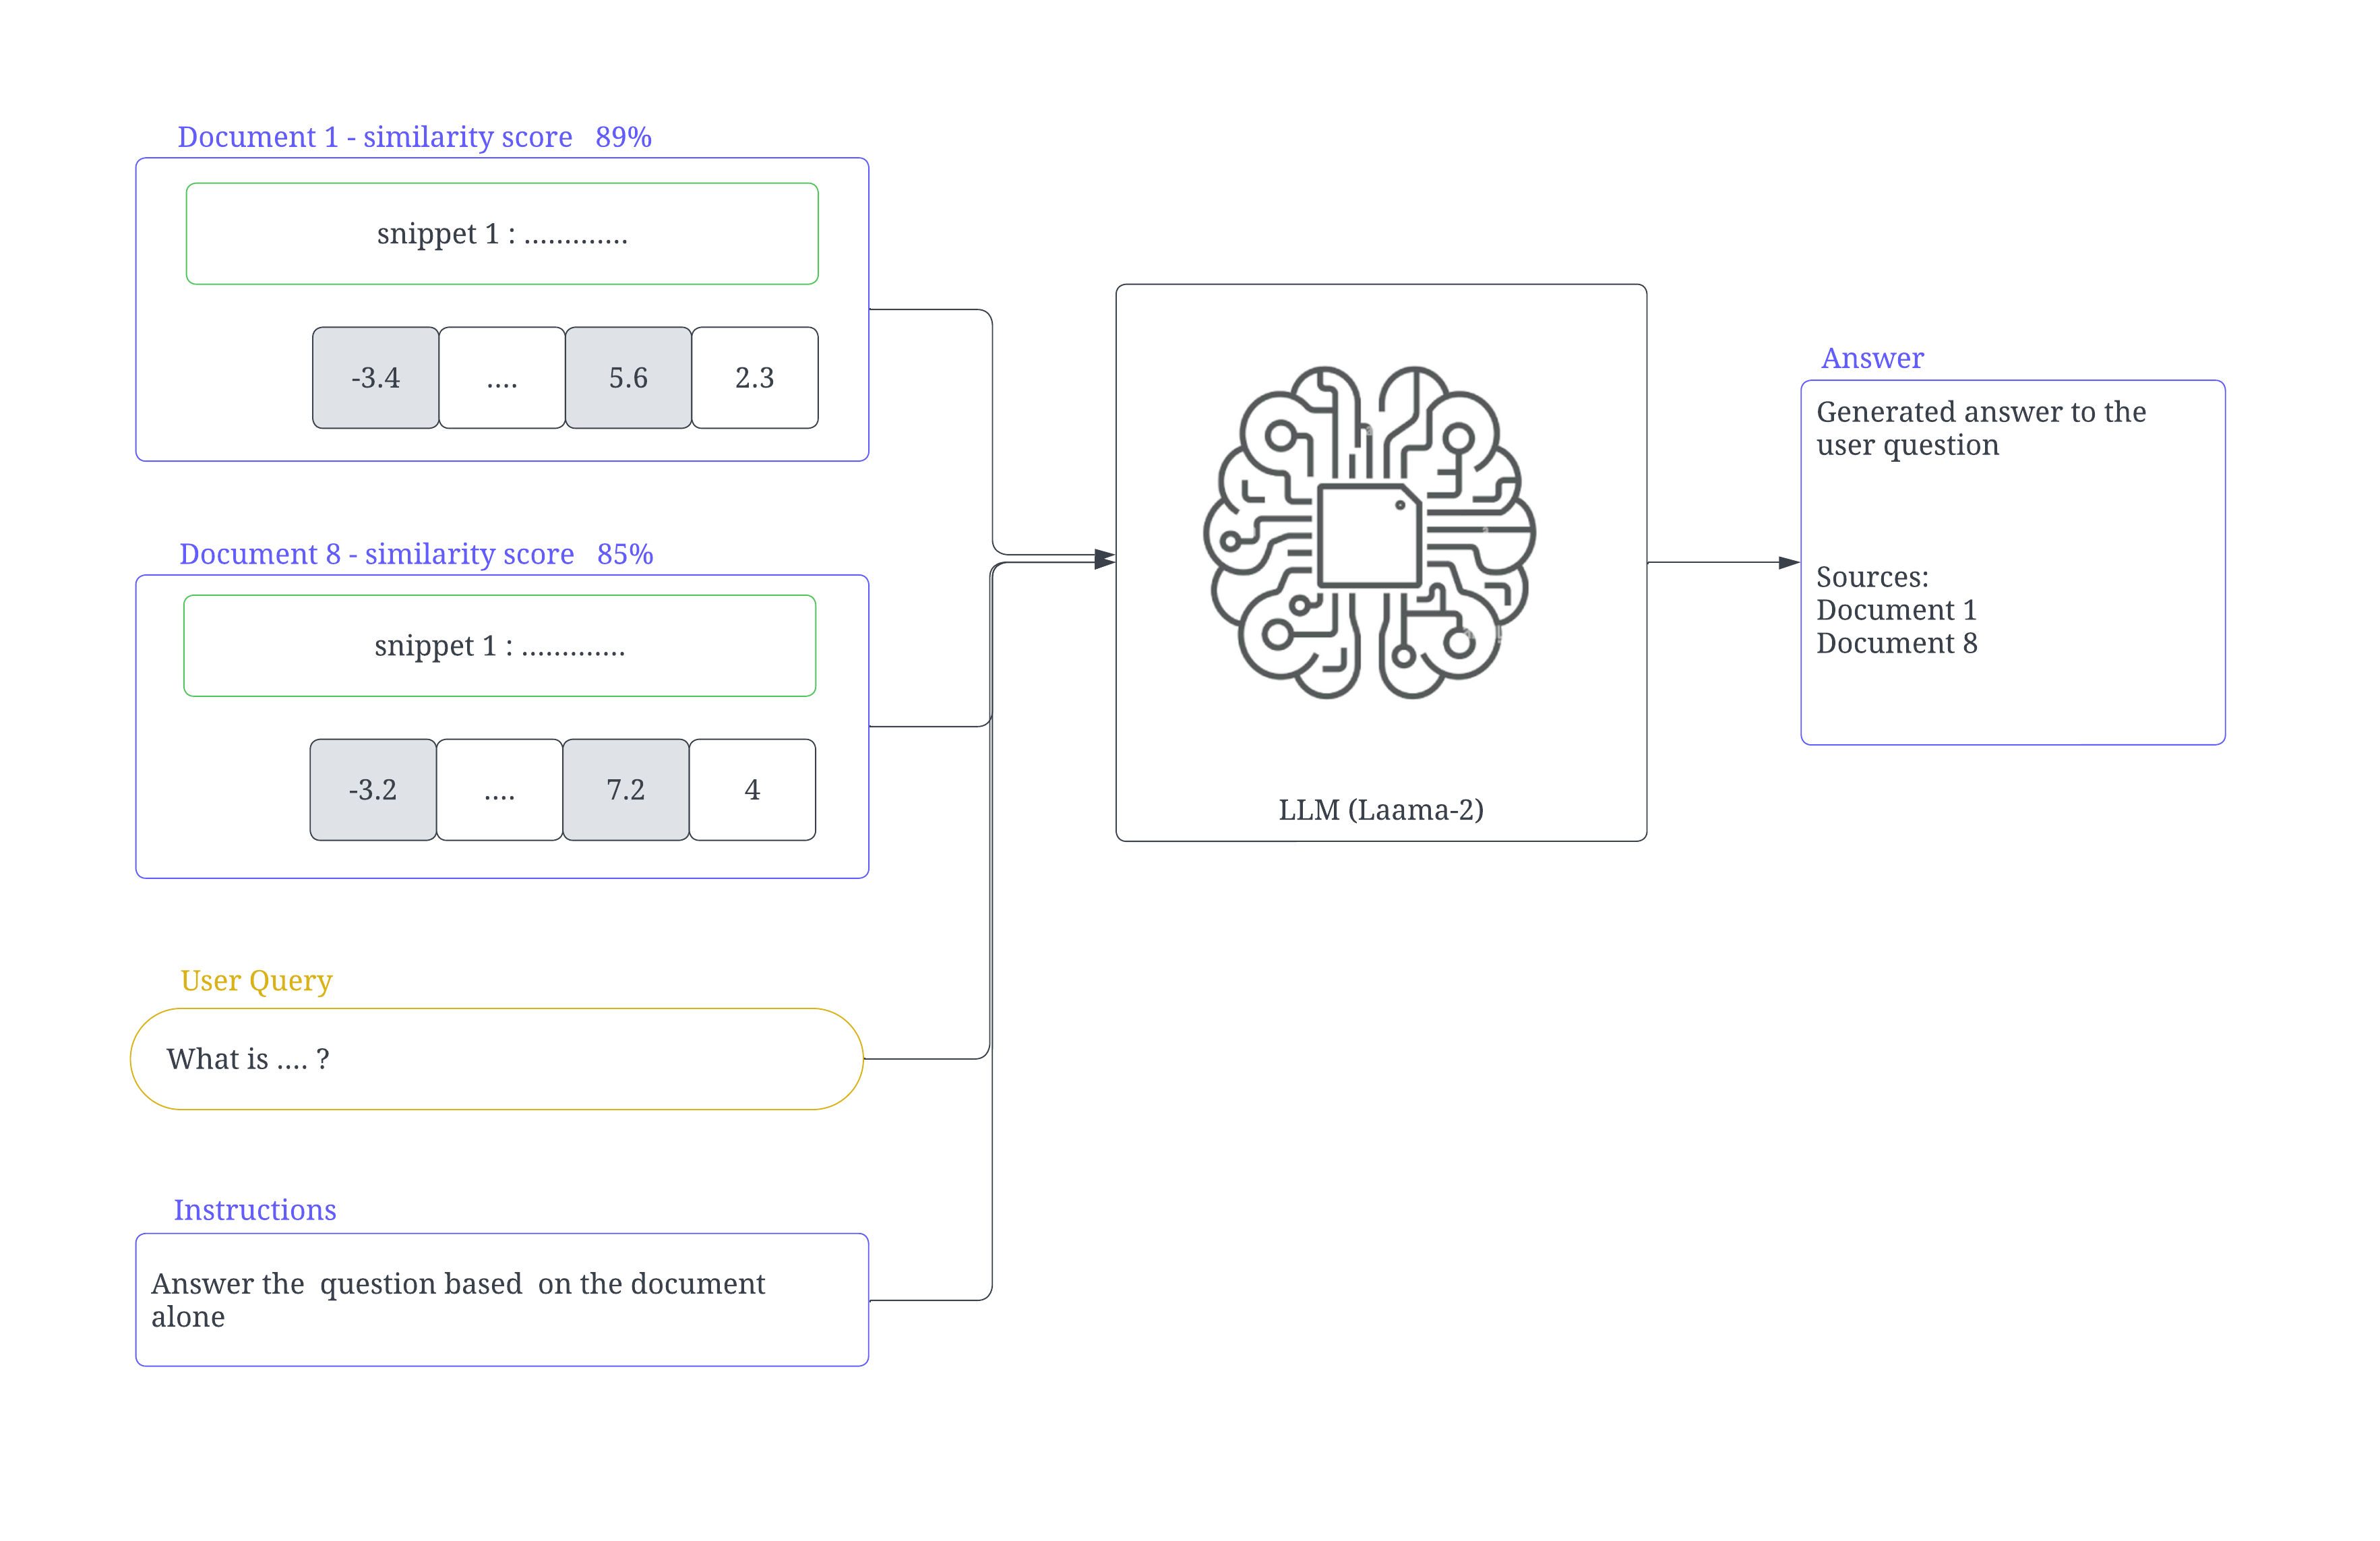 Document 1 - similarity score 89%
snippet 1 : .............
-3.4 .... 5.6 2.3
Document 8 - similarity score 85%
snippet 1 : .............
-3.2 .... 7.2 4
User Query
What is .... ?
Instructions
Answer the question based on the document
alone
LLM (Laama-2)
Answer
Generated answer to the
user question
Sources:
Document 1
Document 8